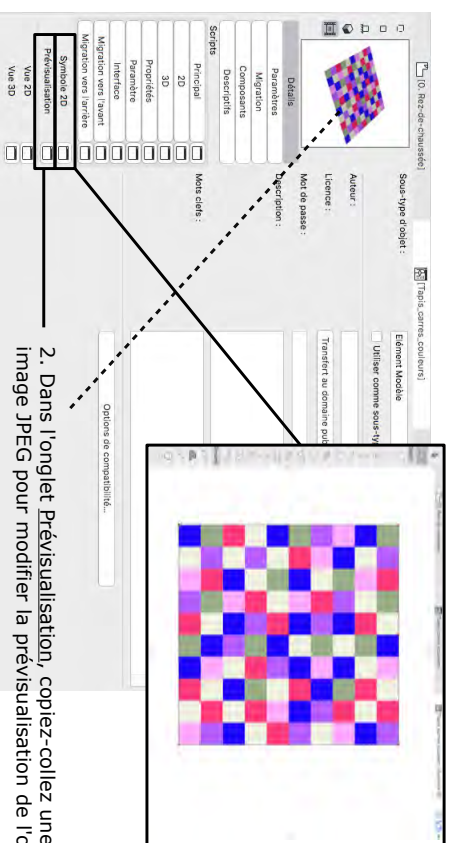 [0. Rez-de-chaussée]
[Tapis_carres_couleurs]
Sous-type d'objet :
Elément Modèle
Utiliser comme sous-ty
Auteur :
Licence :
Transfert au domaine pub
Mot de passe :
Description :
Mots clefs :
Options de compatibilité...
Détails
Paramètres
Migration
Composants
Descriptifs
Scripts
Principal
2D
3D
Propriétés
Paramètre
Interface
Migration vers l'avant
Migration vers l'arrière
Symbole 2D
Prévisualisation
Vue 2D
Vue 3D
2. Dans l'onglet Prévisualisation, copiez-collez une
image JPEG pour modifier la prévisualisation de l'o